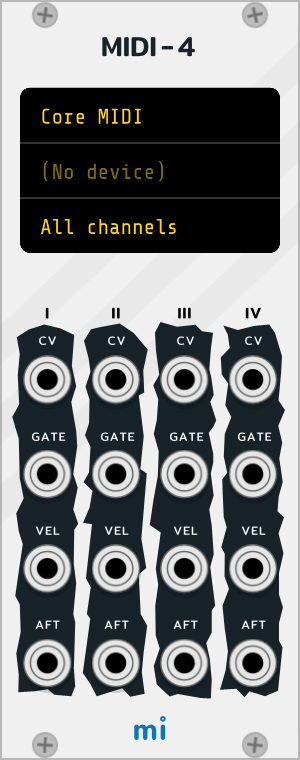 MIDI-4
Core MIDI
(No device)
All channels
I II III IV
CV CV CV CV
GATE GATE GATE GATE
VEL VEL VEL VEL
AFT AFT AFT AFT
mi